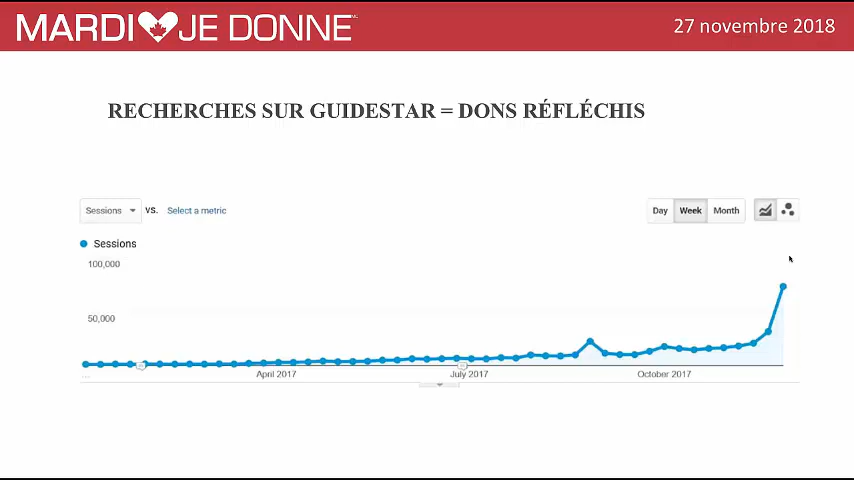 MARDI JE DONNE
27 novembre 2018
RECHERCHES SUR GUIDESTAR = DONS RÉFLÉCHIS
Sessions VS. Select a metric
Day Week Month
Sessions
100,000
50,000
... April 2017 July 2017 October 2017